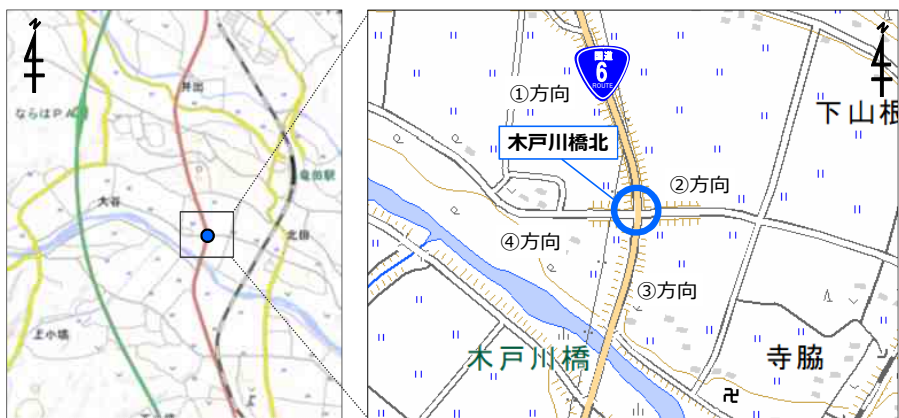 N
井出
ならはPA
竜田駅
大谷
北田
上小塙
上
N
国道
6
ROUTE
①方向
下山根
木戸川橋北
②方向
④方向
③方向
木戸川橋
寺脇